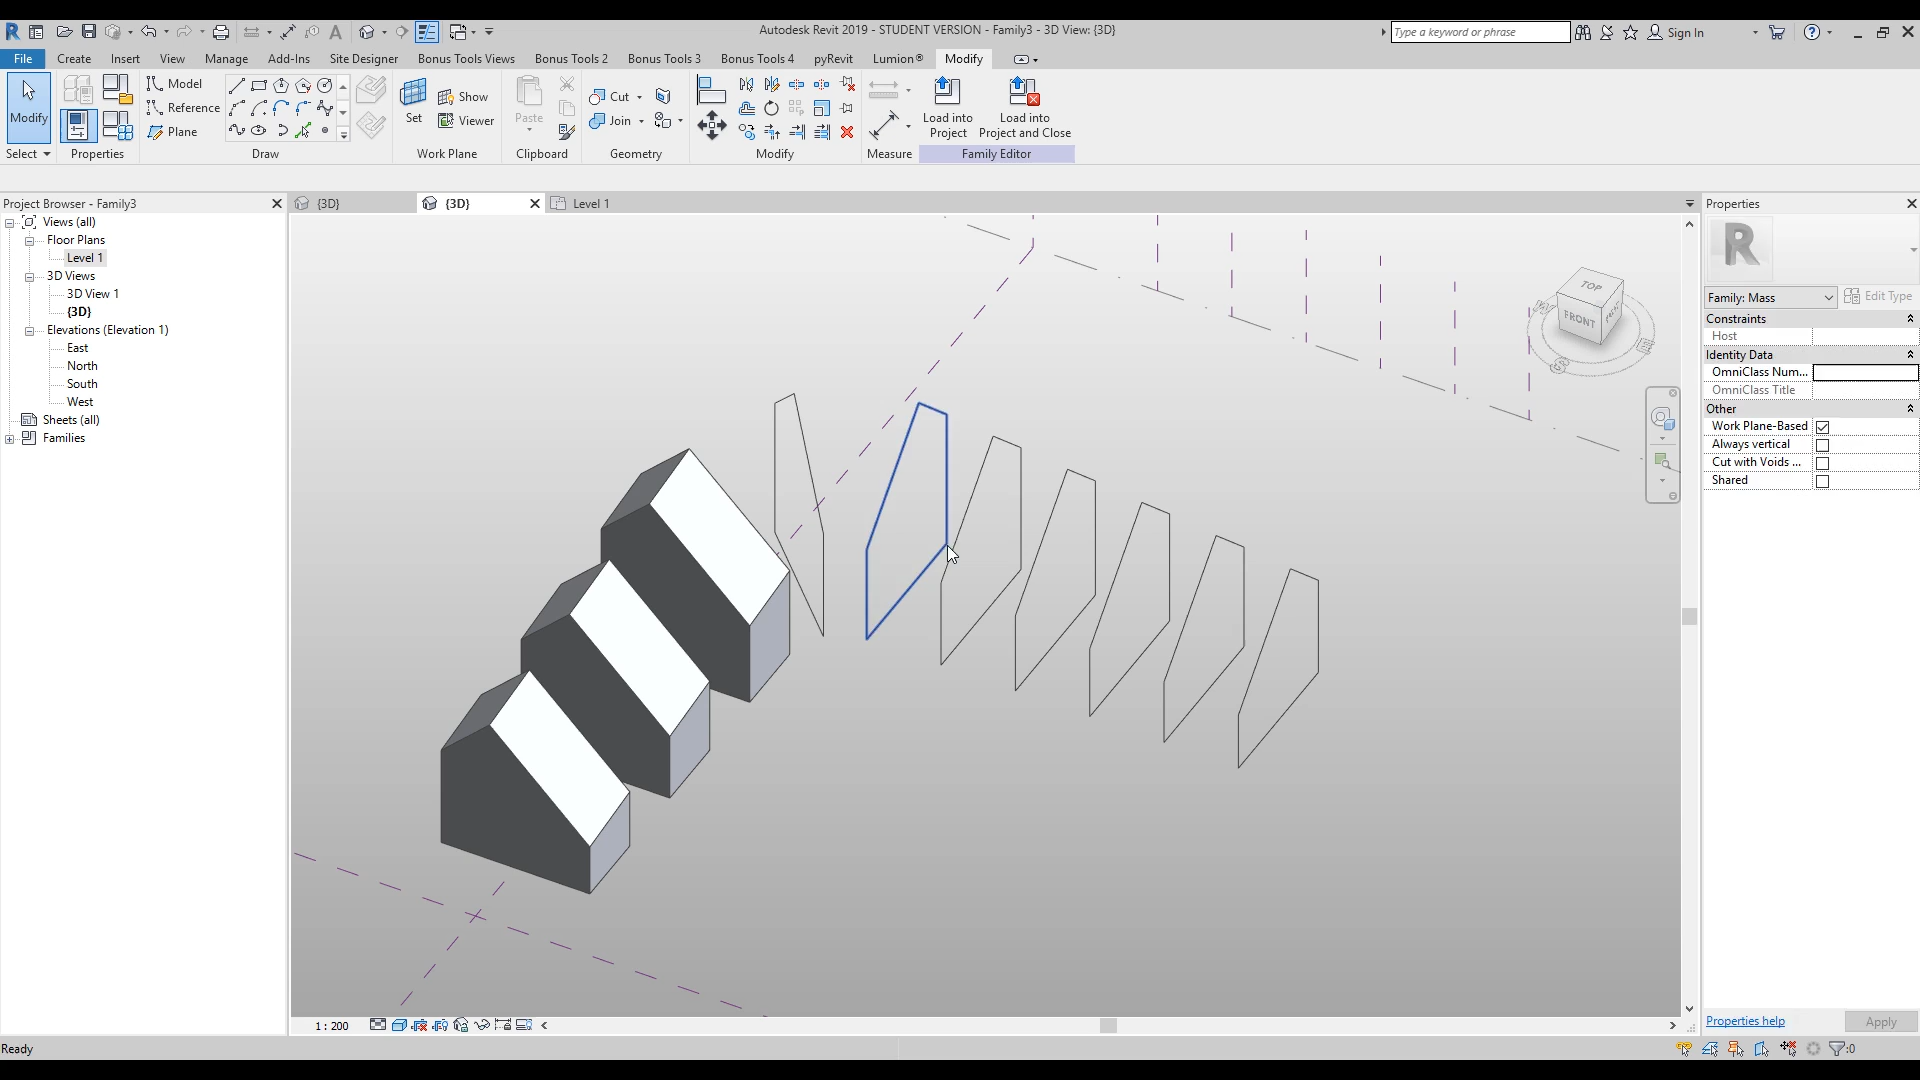 Autodesk Revit 2019 - STUDENT VERSION - Family3 - 3D View: {3D}
Type a keyword or phrase
Sign In
File Create Insert View Manage Add-Ins Site Designer Bonus Tools Views Bonus Tools 2 Bonus Tools 3 Bonus Tools 4 pyRevit Lumion® Modify
Modify
Model
Reference
Plane
Set
Show
Viewer
Paste
Cut
Join
Load into
Project
Load into
Project and Close
Select Properties Draw Work Plane Clipboard Geometry Modify Measure Family Editor
Project Browser - Family3
Views (all)
Floor Plans
Level 1
3D Views
3D View 1
{3D}
Elevations (Elevation 1)
East
North
South
West
Sheets (all)
Families
{3D}
{3D}
Level 1
TOP
FRONT
Properties
Family: Mass
Edit Type
Constraints
Host
Identity Data
OmniClass Num...
OmniClass Title
Other
Work Plane-Based
Always vertical
Cut with Voids ...
Shared
Properties help
Apply
1 : 200
Ready
:0